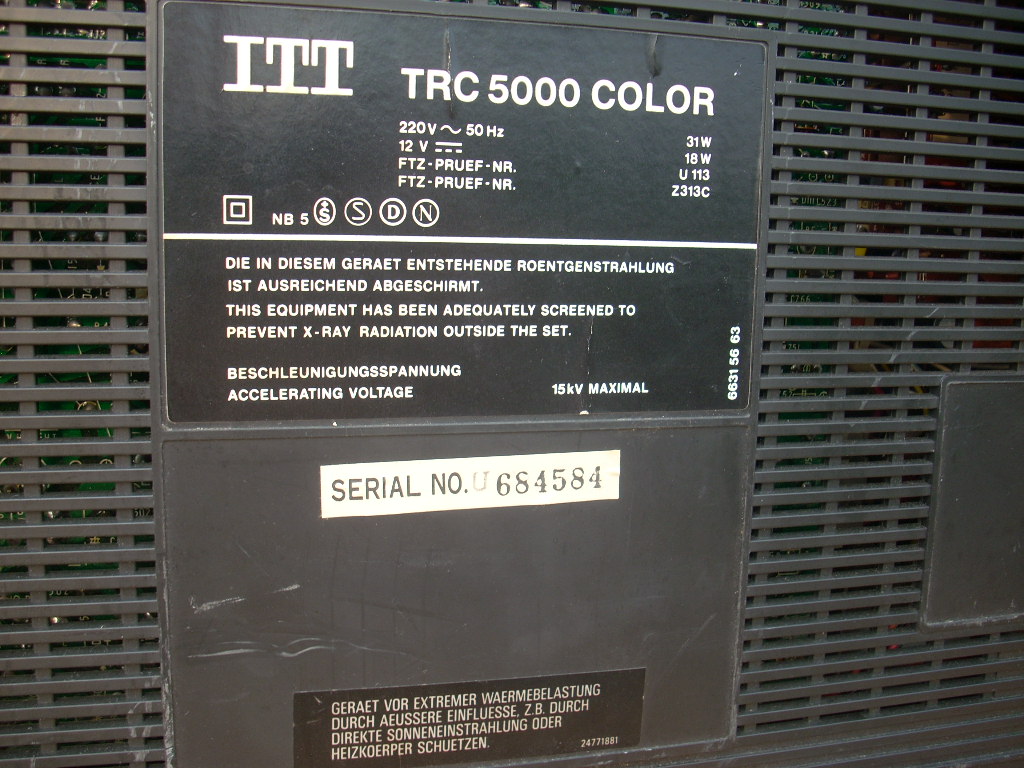 ITT
TRC 5000 COLOR
220V ~ 50Hz 31W
12 V ⎓ 18W
FTZ-PRUEF-NR. U 113
FTZ-PRUEF-NR. Z313C
NB 5 S S D N
DIE IN DIESEM GERAET ENTSTEHENDE ROENTGENSTRAHLUNG
IST AUSREICHEND ABGESCHIRMT.
THIS EQUIPMENT HAS BEEN ADEQUATELY SCREENED TO
PREVENT X-RAY RADIATION OUTSIDE THE SET.
BESCHLEUNIGUNGSSPANNUNG
ACCELERATING VOLTAGE 15kV MAXIMAL
6631 56 63
SERIAL NO. U 684584
GERAET VOR EXTREMER WAERMEBELASTUNG
DURCH AEUSSERE EINFLUESSE, Z.B. DURCH
DIREKTE SONNENEINSTRAHLUNG ODER
HEIZKOERPER SCHUETZEN.
24771881